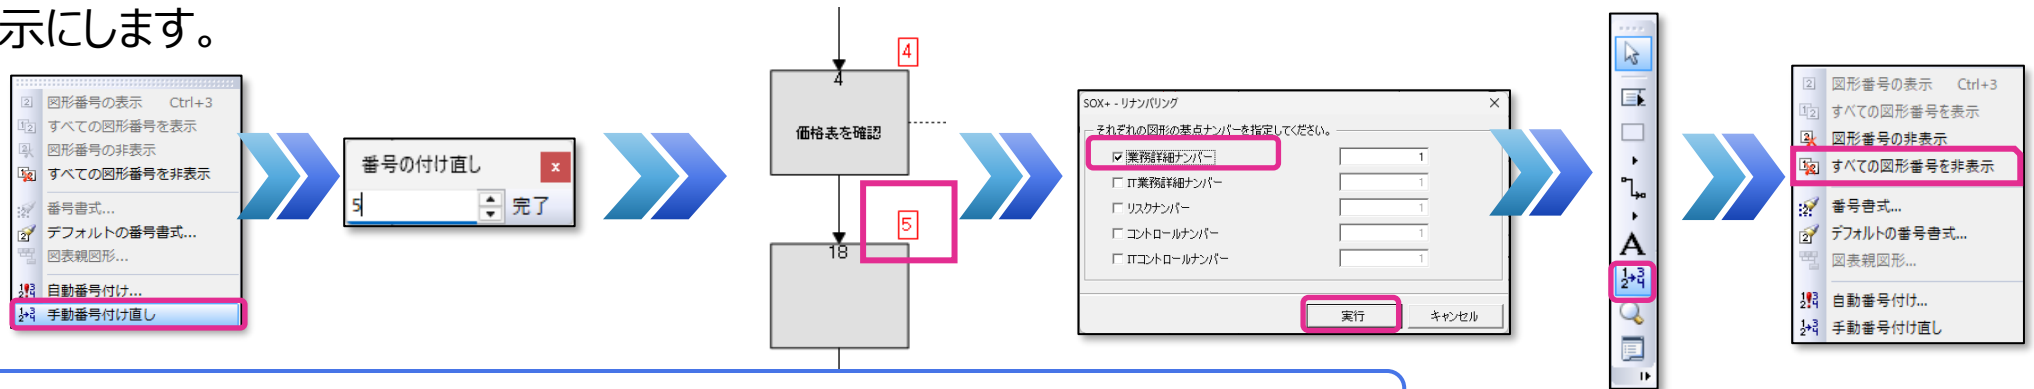 示にします。
図形番号の表示 Ctrl+3
すべての図形番号を表示
図形番号の非表示
すべての図形番号を非表示
番号書式...
デフォルトの番号書式...
図表親図形...
自動番号付け...
手動番号付け直し
番号の付け直し x
5 完了
4
4
価格表を確認
5
18
SOX+ - リナンバリング
それぞれの図形の基点ナンバーを指定してください。
業務詳細ナンバー 1
IT業務詳細ナンバー 1
リスクナンバー 1
コントロールナンバー 1
ITコントロールナンバー 1
実行 キャンセル
A
図形番号の表示 Ctrl+3
すべての図形番号を表示
図形番号の非表示
すべての図形番号を非表示
番号書式...
デフォルトの番号書式...
図表親図形...
自動番号付け...
手動番号付け直し